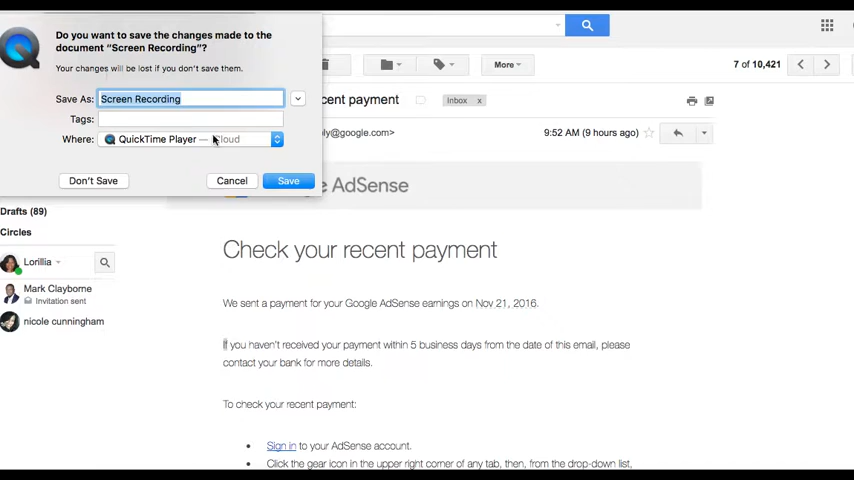 Do you want to save the changes made to the
document “Screen Recording”?
Your changes will be lost if you don’t save them.
Save As: Screen Recording
Tags:
Where: QuickTime Player — iCloud
Don’t Save Cancel Save
More
7 of 10,421
recent payment
Inbox x
@google.com>
9:52 AM (9 hours ago)
AdSense
Drafts (89)
Circles
Lorillia
Mark Clayborne
Invitation sent
nicole cunningham
Check your recent payment
We sent a payment for your Google AdSense earnings on Nov 21, 2016.
If you haven’t received your payment within 5 business days from the date of this email, please
contact your bank for more details.
To check your recent payment:
• Sign in to your AdSense account.
• Click the gear icon in the upper right corner of any tab, then, from the drop-down list,